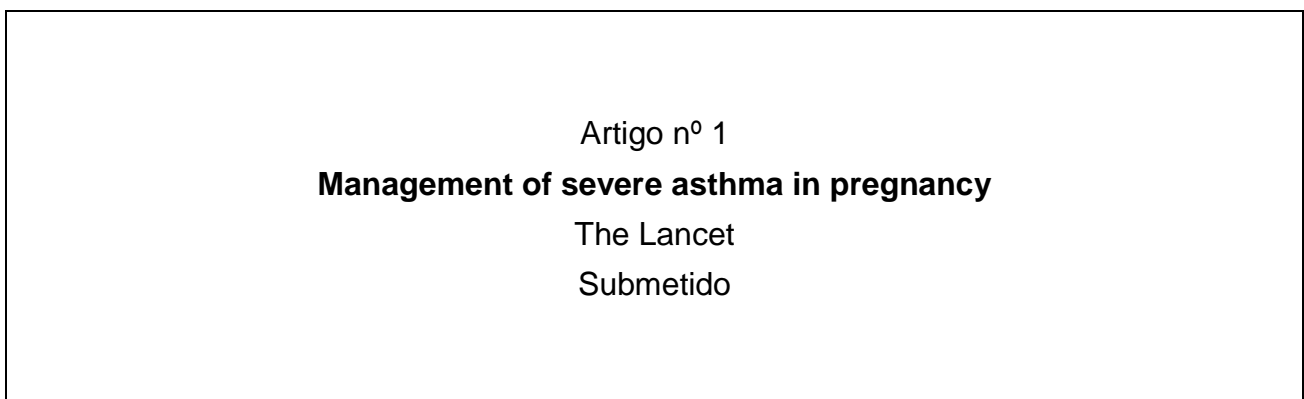 Artigo nº 1
Management of severe asthma in pregnancy
The Lancet
Submetido